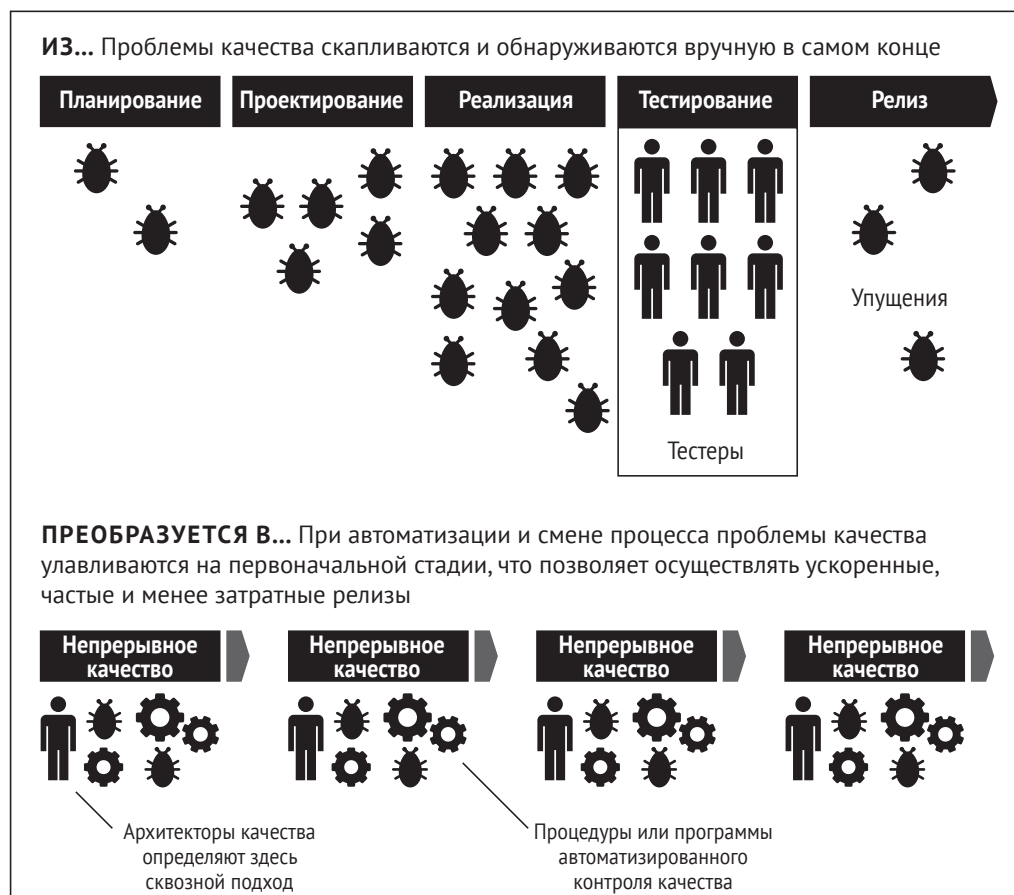 ИЗ... Проблемы качества скапливаются и обнаруживаются вручную в самом конце
Планирование
Проектирование
Реализация
Тестирование
Релиз
Упущения
Тестеры
ПРЕОБРАЗУЕТСЯ В... При автоматизации и смене процесса проблемы качества
улавливаются на первоначальной стадии, что позволяет осуществлять ускоренные,
частые и менее затратные релизы
Непрерывное
качество
Непрерывное
качество
Непрерывное
качество
Непрерывное
качество
Архитекторы качества
определяют здесь
сквозной подход
Процедуры или программы
автоматизированного
контроля качества